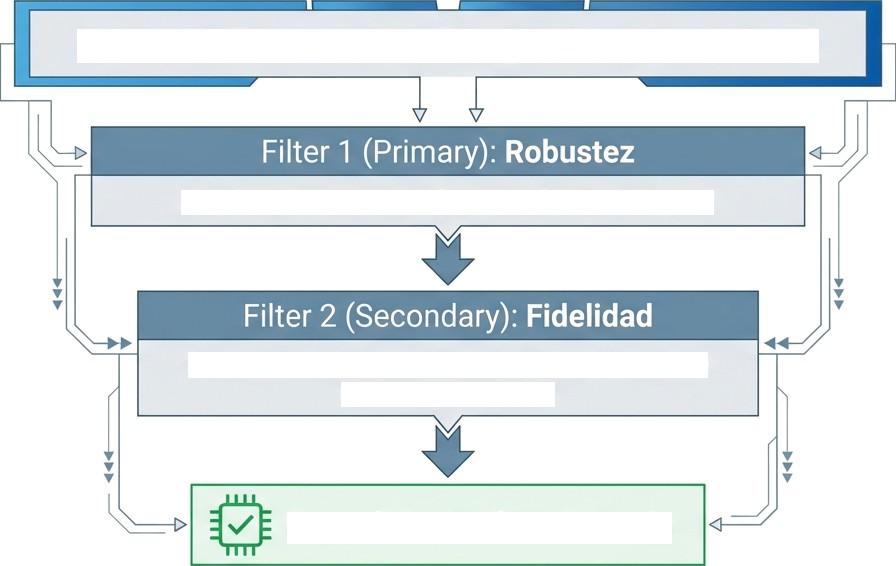 Filter 1 (Primary): Robustez
Filter 2 (Secondary): Fidelidad